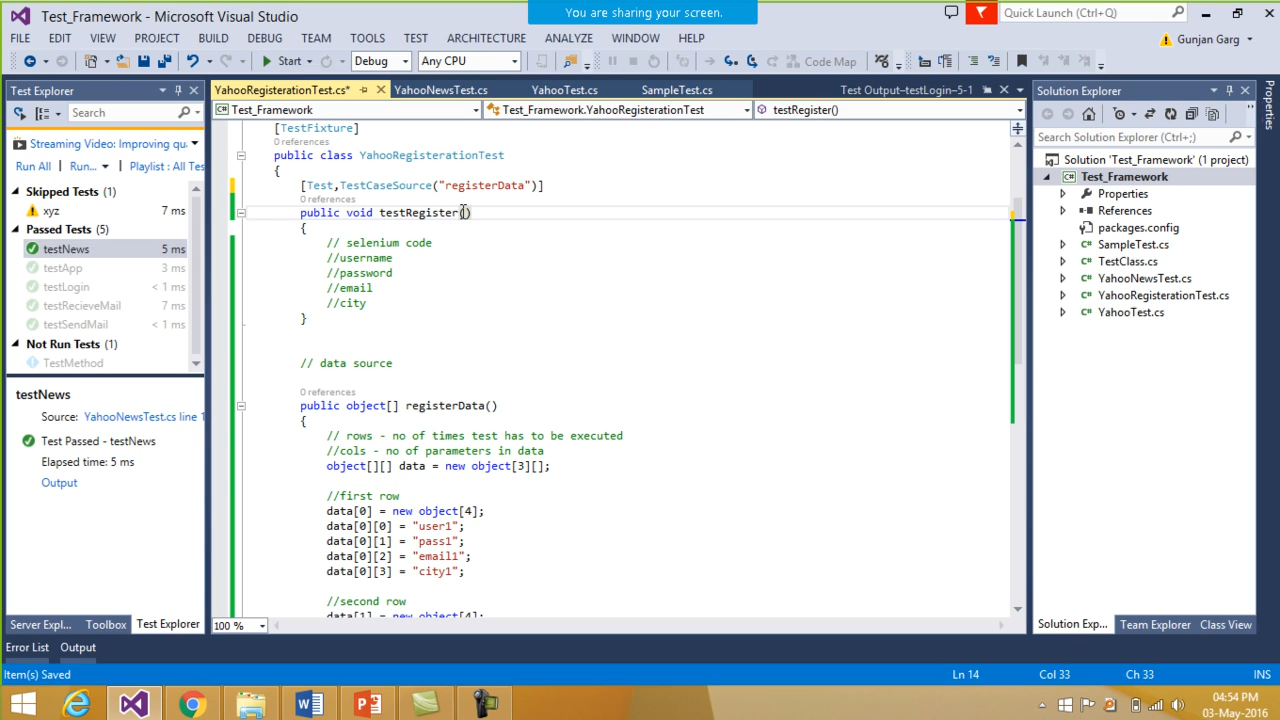 Test_Framework - Microsoft Visual Studio
You are sharing your screen.
Quick Launch (Ctrl+Q)
FILE EDIT VIEW PROJECT BUILD DEBUG TEAM TOOLS TEST ARCHITECTURE ANALYZE WINDOW HELP
Gunjan Garg
Start Debug Any CPU Code Map
Test Explorer
YahooRegisterationTest.cs* YahooNewsTest.cs YahooTest.cs SampleTest.cs Test Output–testLogin–5-1
Solution Explorer
Properties
Test_Framework Test_Framework.YahooRegisterationTest testRegister()
Search
Search Solution Explorer (Ctrl+;)
Streaming Video: Improving qu
Run All Run... Playlist : All Tes
Skipped Tests (1)
xyz 7 ms
Passed Tests (5)
testNews 5 ms
testApp 3 ms
testLogin < 1 ms
testRecieveMail 7 ms
testSendMail < 1 ms
Not Run Tests (1)
TestMethod
testNews
Source: YahooNewsTest.cs line 1
Test Passed - testNews
Elapsed time: 5 ms
Output
[TestFixture]
0 references
public class YahooRegisterationTest
{
[Test,TestCaseSource("registerData")]
0 references
public void testRegister()
{
// selenium code
//username
//password
//email
//city
}
// data source
0 references
public object[] registerData()
{
// rows - no of times test has to be executed
//cols - no of parameters in data
object[][] data = new object[3][];
//first row
data[0] = new object[4];
data[0][0] = "user1";
data[0][1] = "pass1";
data[0][2] = "email1";
data[0][3] = "city1";
//second row
data[1] = new object[4];
Solution 'Test_Framework' (1 project)
Test_Framework
Properties
References
packages.config
SampleTest.cs
TestClass.cs
YahooNewsTest.cs
YahooRegisterationTest.cs
YahooTest.cs
Server Expl... Toolbox Test Explorer
100 %
Solution Exp... Team Explorer Class View
Error List Output
Item(s) Saved Ln 14 Col 33 Ch 33 INS
04:54 PM
03-May-2016